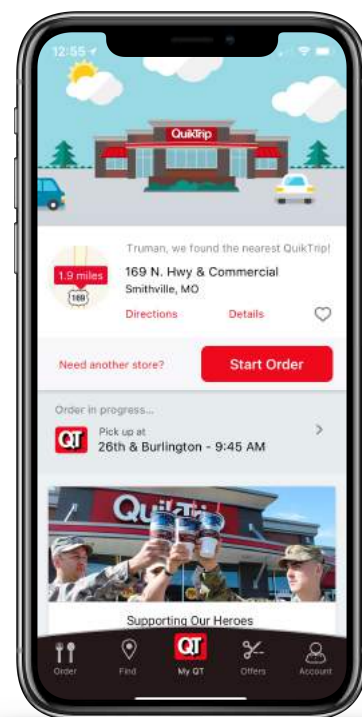 12:55
QuikTrip
Truman, we found the nearest QuikTrip!
1.9 miles
169
169 N. Hwy & Commercial
Smithville, MO
Directions Details
Need another store? Start Order
Order in progress...
QT
Pick up at
26th & Burlington - 9:45 AM
QuikTrip
Supporting Our Heroes
QT
Order Find My QT Offers Account